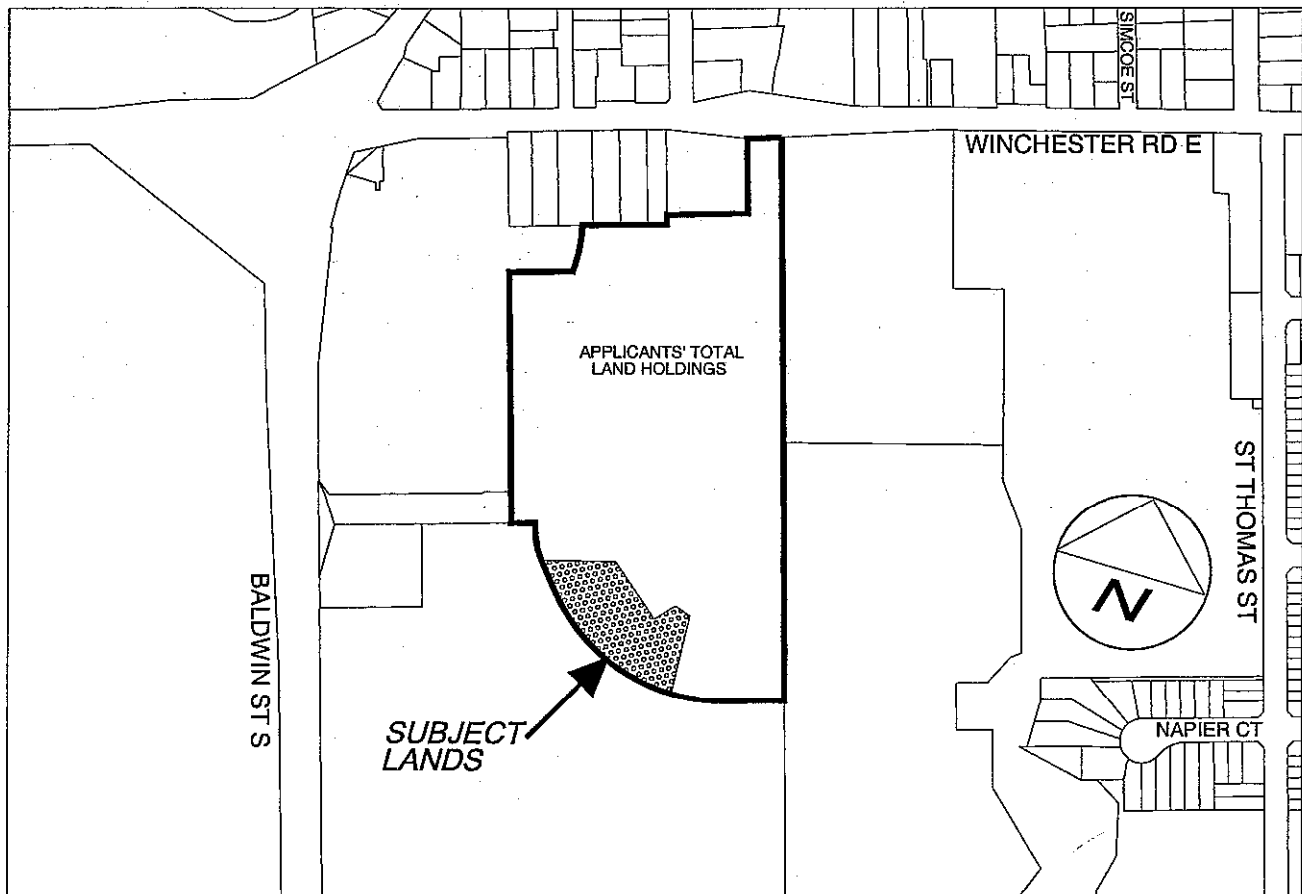 SIMCOE ST
WINCHESTER RD E
APPLICANTS' TOTAL
LAND HOLDINGS
ST THOMAS ST
N
BALDWIN ST S
SUBJECT
LANDS
NAPIER CT